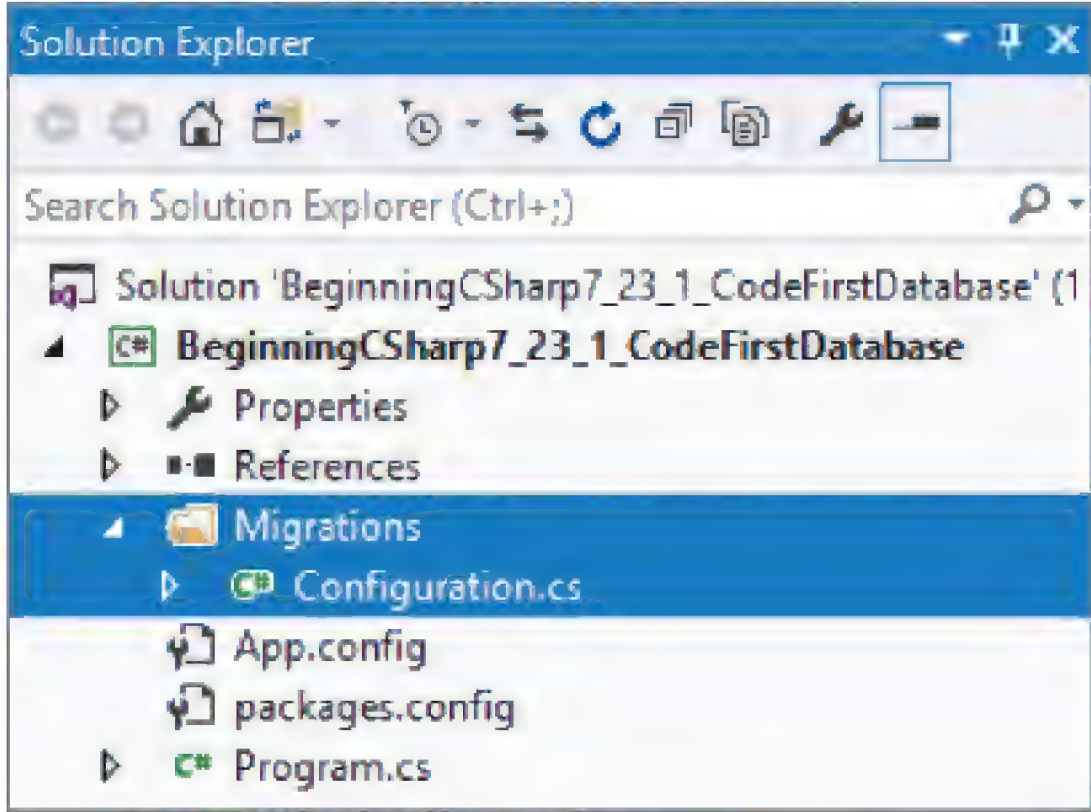 Solution Explorer
Search Solution Explorer (Ctrl+;)
Solution 'BeginningCSharp7_23_1_CodeFirstDatabase' (1
C# BeginningCSharp7_23_1_CodeFirstDatabase
Properties
References
Migrations
C# Configuration.cs
App.config
packages.config
C# Program.cs